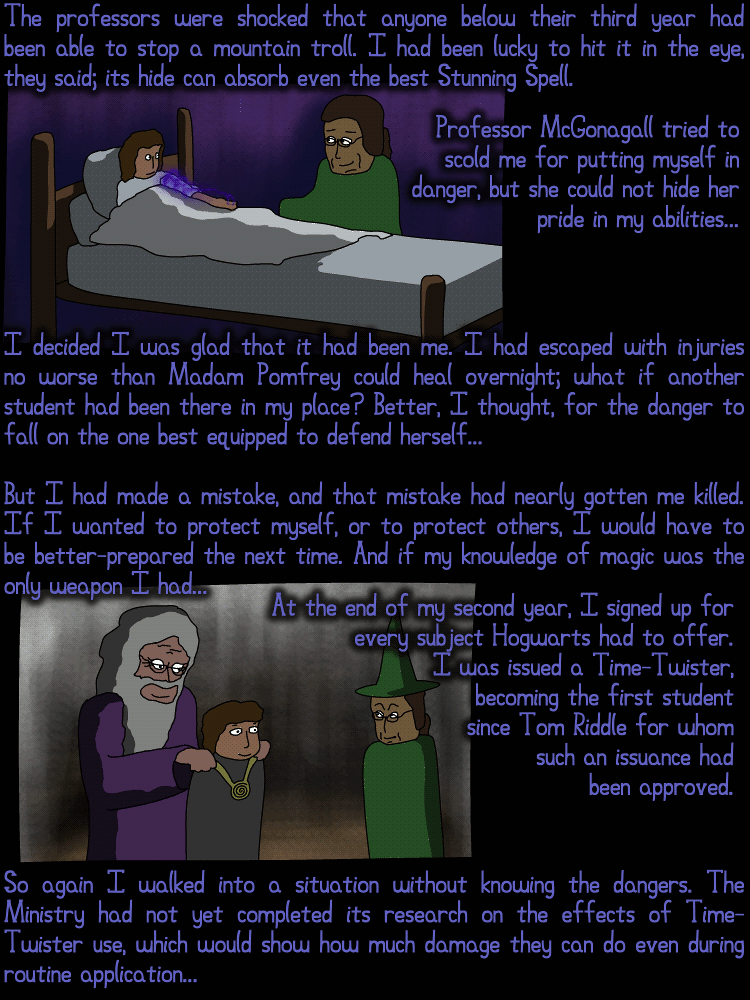 The professors were shocked that anyone below their third year had
been able to stop a mountain troll. I had been lucky to hit it in the eye,
they said; its hide can absorb even the best Stunning Spell.
Professor McGonagall tried to
scold me for putting myself in
danger, but she could not hide her
pride in my abilities...
I decided I was glad that it had been me. I had escaped with injuries
no worse than Madam Pomfrey could heal overnight; what if another
student had been there in my place? Better, I thought, for the danger to
fall on the one best equipped to defend herself...
But I had made a mistake, and that mistake had nearly gotten me killed.
If I wanted to protect myself, or to protect others, I would have to
be better-prepared the next time. And if my knowledge of magic was the
only weapon I had...
At the end of my second year, I signed up for
every subject Hogwarts had to offer.
I was issued a Time-Twister,
becoming the first student
since Tom Riddle for whom
such an issuance had
been approved.
So again I walked into a situation without knowing the dangers. The
Ministry had not yet completed its research on the effects of Time-
Twister use, which would show how much damage they can do even during
routine application...